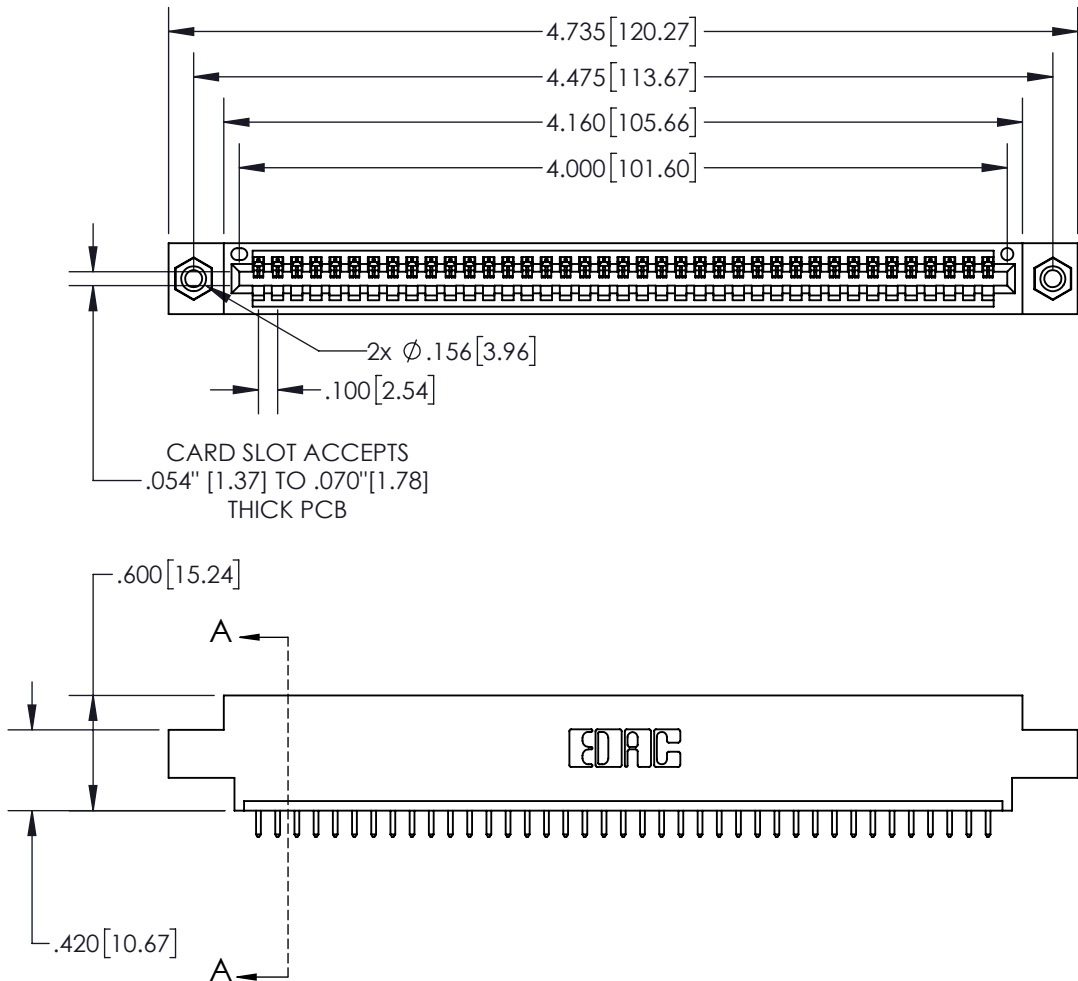 4.735[120.27]
4.475[113.67]
4.160[105.66]
4.000[101.60]
2x Ø.156[3.96]
.100[2.54]
CARD SLOT ACCEPTS
.054" [1.37] TO .070"[1.78]
THICK PCB
.600[15.24]
A
EDAC
.420[10.67]
A